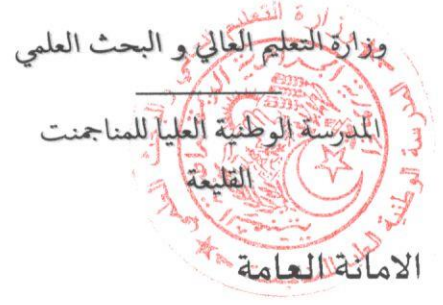 وزارة التعليم العالي و البحث العلمي
المدرسة الوطنية العليا للمناجمنت
القليعة
الامانة العامة